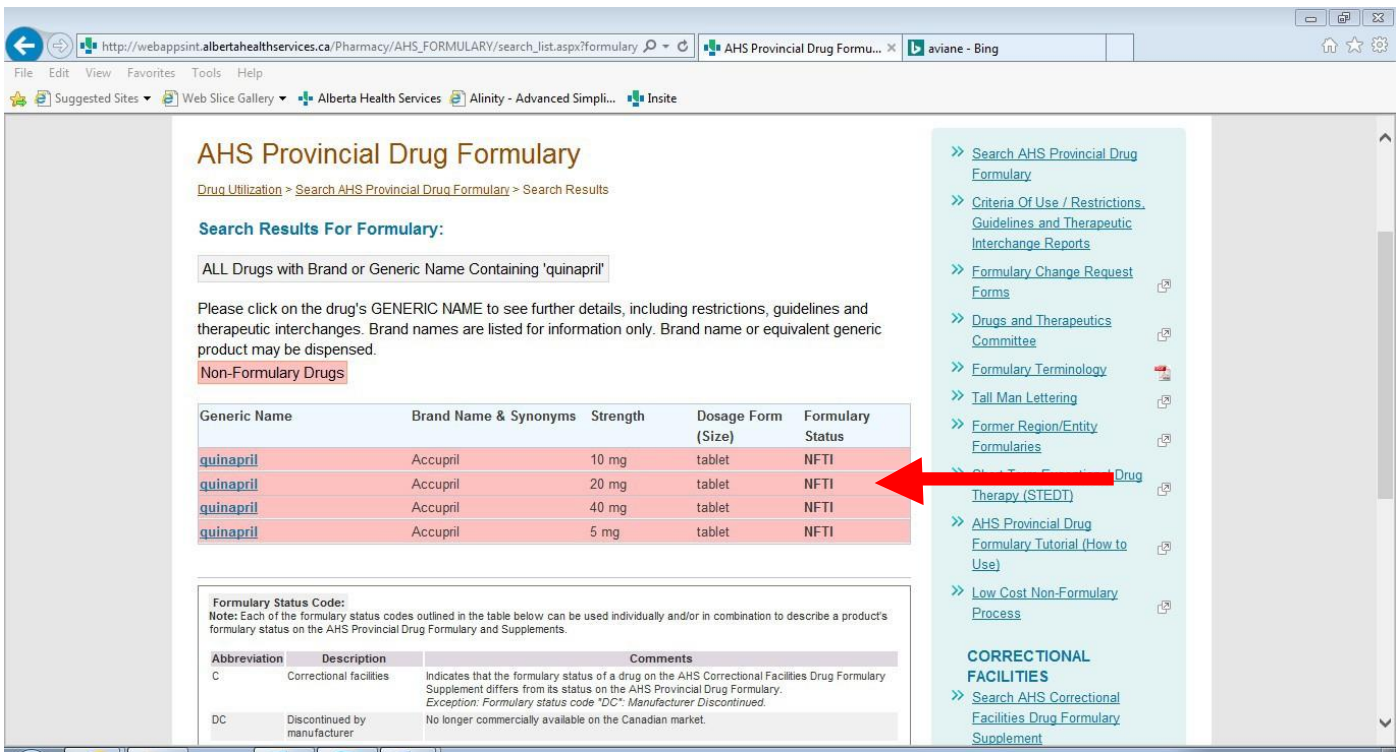 http://webappsint.albertahealthservices.ca/Pharmacy/AHS_FORMULARY/search_list.aspx?formulary
AHS Provincial Drug Formu...
aviane - Bing
File Edit View Favorites Tools Help
Suggested Sites Web Slice Gallery Alberta Health Services Alinity - Advanced Simpli... Insite
AHS Provincial Drug Formulary
Drug Utilization > Search AHS Provincial Drug Formulary > Search Results
Search Results For Formulary:
ALL Drugs with Brand or Generic Name Containing 'quinapril'
Please click on the drug's GENERIC NAME to see further details, including restrictions, guidelines and
therapeutic interchanges. Brand names are listed for information only. Brand name or equivalent generic
product may be dispensed.
Non-Formulary Drugs
Generic Name Brand Name & Synonyms Strength Dosage Form Formulary
(Size) Status
quinapril Accupril 10 mg tablet NFTI
quinapril Accupril 20 mg tablet NFTI
quinapril Accupril 40 mg tablet NFTI
quinapril Accupril 5 mg tablet NFTI
Formulary Status Code:
Note: Each of the formulary status codes outlined in the table below can be used individually and/or in combination to describe a product's
formulary status on the AHS Provincial Drug Formulary and Supplements.
Abbreviation Description Comments
C Correctional facilities Indicates that the formulary status of a drug on the AHS Correctional Facilities Drug Formulary
Supplement differs from its status on the AHS Provincial Drug Formulary.
Exception: Formulary status code "DC": Manufacturer Discontinued.
DC Discontinued by No longer commercially available on the Canadian market.
manufacturer
Search AHS Provincial Drug
Formulary
Criteria Of Use / Restrictions,
Guidelines and Therapeutic
Interchange Reports
Formulary Change Request
Forms
Drugs and Therapeutics
Committee
Formulary Terminology
Tall Man Lettering
Former Region/Entity
Formularies
Drug
Therapy (STEDT)
AHS Provincial Drug
Formulary Tutorial (How to
Use)
Low Cost Non-Formulary
Process
CORRECTIONAL
FACILITIES
Search AHS Correctional
Facilities Drug Formulary
Supplement